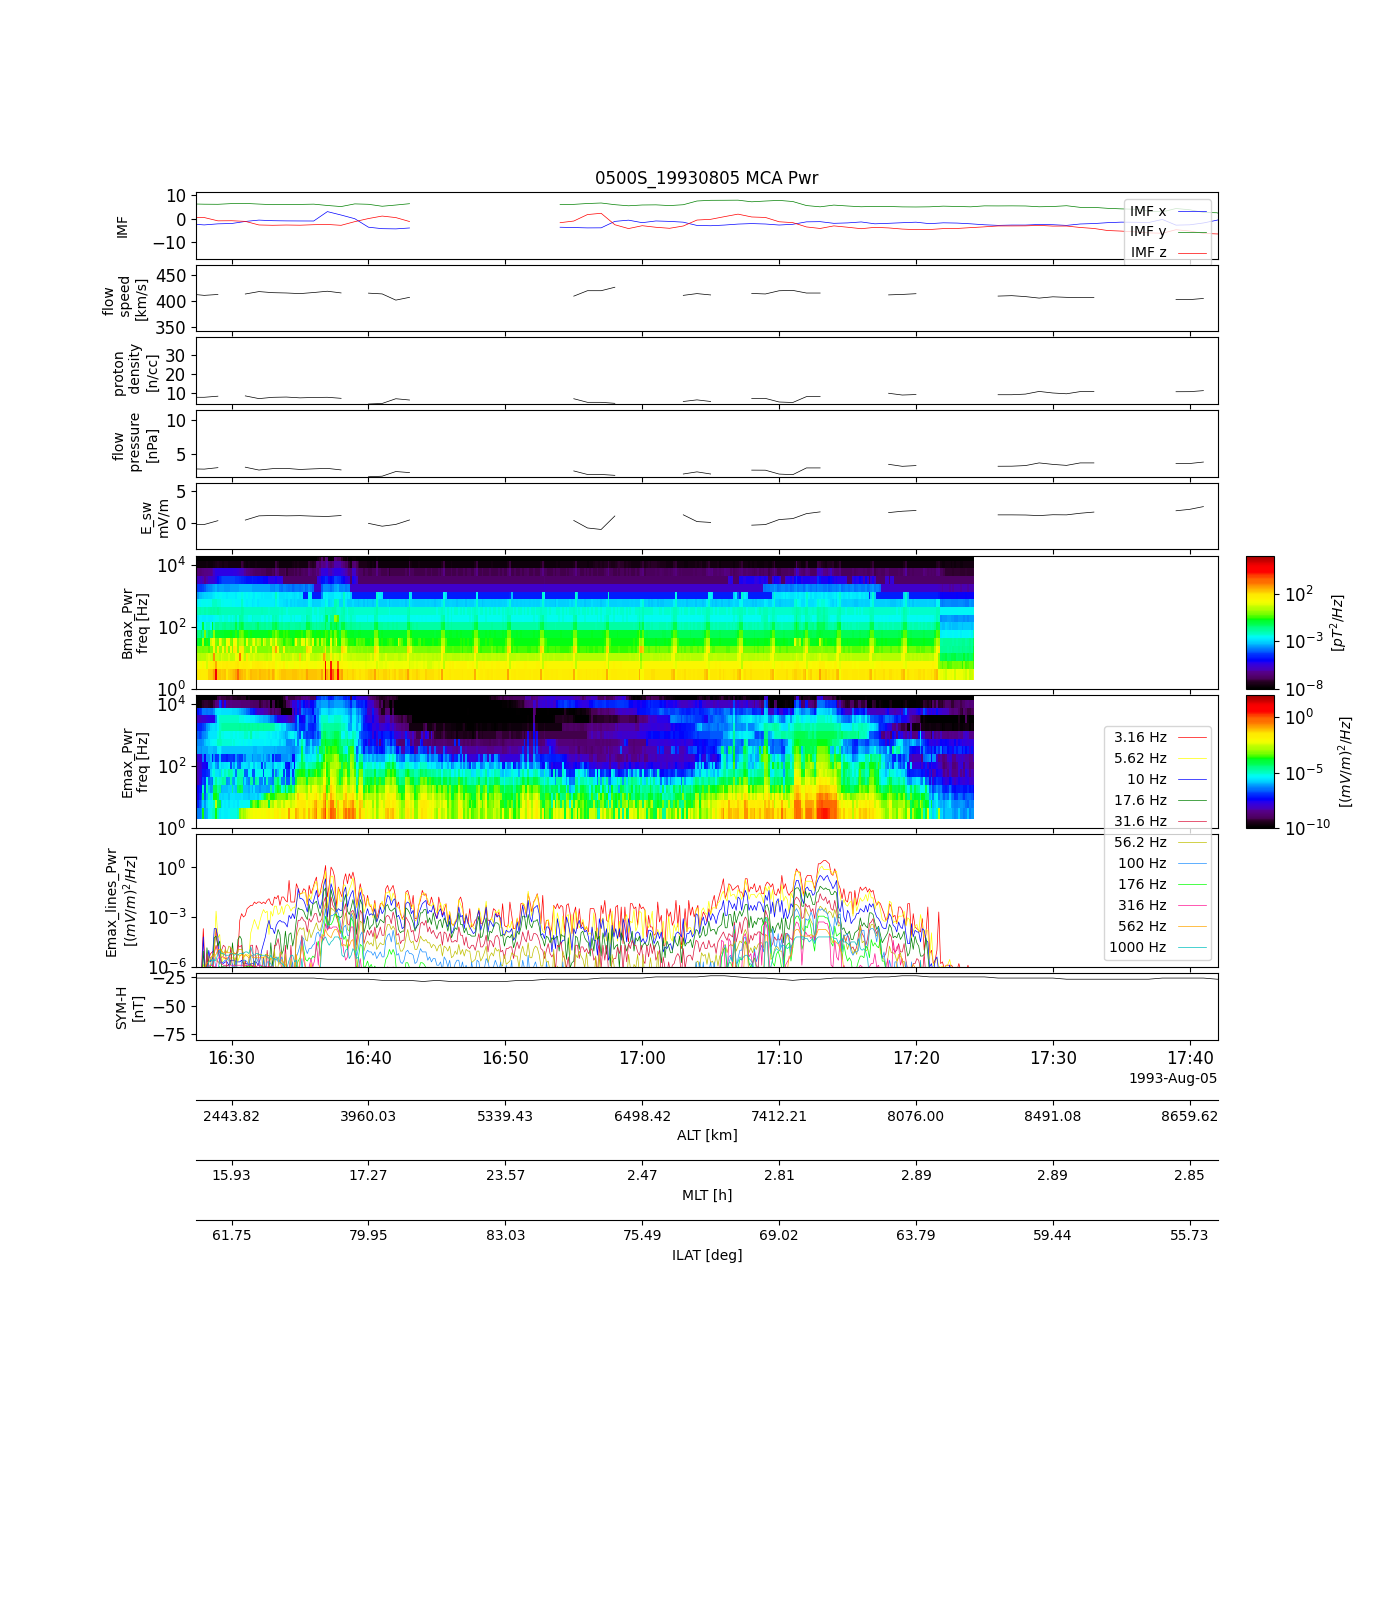 0500S_19930805 MCA Pwr
10
0
−10
IMF
IMF x
IMF y
IMF z
450
400
350
flow
speed
[km/s]
30
20
10
proton
density
[n/cc]
10
5
flow
pressure
[nPa]
5
0
E_sw
mV/m
10^4
10^2
10^0
Bmax_Pwr
freq [Hz]
10^2
10^−3
10^−8
[pT^2/Hz]
10^4
10^2
10^0
Emax_Pwr
freq [Hz]
10^0
10^−5
10^−10
[(mV/m)^2/Hz]
3.16 Hz
5.62 Hz
10 Hz
17.6 Hz
31.6 Hz
56.2 Hz
100 Hz
176 Hz
316 Hz
562 Hz
1000 Hz
10^0
10^−3
10^−6
Emax_lines_Pwr
[(mV/m)^2/Hz]
−25
−50
−75
SYM-H
[nT]
16:30 16:40 16:50 17:00 17:10 17:20 17:30 17:40
1993-Aug-05
2443.82 3960.03 5339.43 6498.42 7412.21 8076.00 8491.08 8659.62
ALT [km]
15.93 17.27 23.57 2.47 2.81 2.89 2.89 2.85
MLT [h]
61.75 79.95 83.03 75.49 69.02 63.79 59.44 55.73
ILAT [deg]